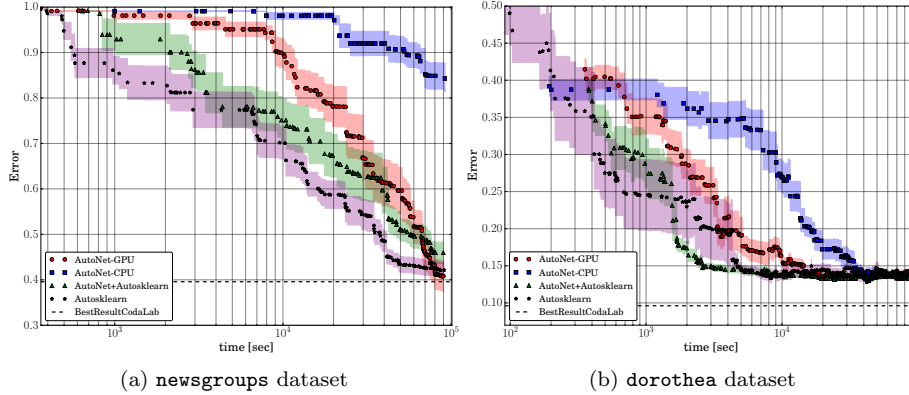 1.0
0.9
0.8
0.7
0.6
0.5
0.4
0.3
Error
AutoNet-GPU
AutoNet-CPU
AutoNet+Autosklearn
Autosklearn
BestResultCodaLab
10³ 10⁴ 10⁵
time [sec]
(a) newsgroups dataset
0.50
0.45
0.40
0.35
0.30
0.25
0.20
0.15
0.10
Error
AutoNet-GPU
AutoNet-CPU
AutoNet+Autosklearn
Autosklearn
BestResultCodaLab
10² 10³ 10⁴
time [sec]
(b) dorothea dataset